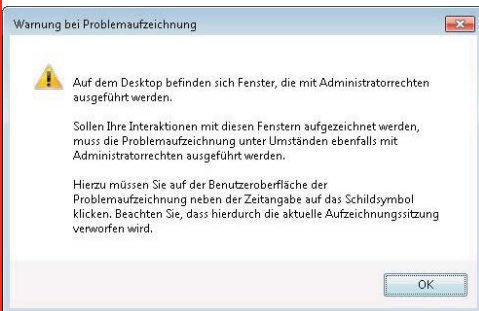 Warnung bei Problemaufzeichnung
Auf dem Desktop befinden sich Fenster, die mit Administratorrechten
ausgeführt werden.
Sollen Ihre Interaktionen mit diesen Fenstern aufgezeichnet werden,
muss die Problemaufzeichnung unter Umständen ebenfalls mit
Administratorrechten ausgeführt werden.
Hierzu müssen Sie auf der Benutzeroberfläche der
Problemaufzeichnung neben der Zeitangabe auf das Schildsymbol
klicken. Beachten Sie, dass hierdurch die aktuelle Aufzeichnungssitzung
verworfen wird.
OK